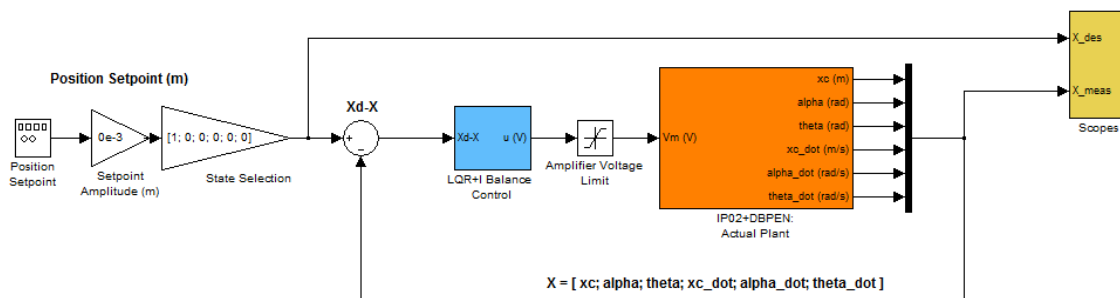 Position Setpoint (m)
Position
Setpoint
0e-3
Setpoint
Amplitude (m)
[1; 0; 0; 0; 0; 0]
State Selection
Xd-X
+
−
Xd-X
u (V)
LQR+I Balance
Control
Amplifier Voltage
Limit
Vm (V)
xc (m)
alpha (rad)
theta (rad)
xc_dot (m/s)
alpha_dot (rad/s)
theta_dot (rad/s)
IP02+DBPEN:
Actual Plant
X_des
X_meas
Scopes
X = [ xc; alpha; theta; xc_dot; alpha_dot; theta_dot ]